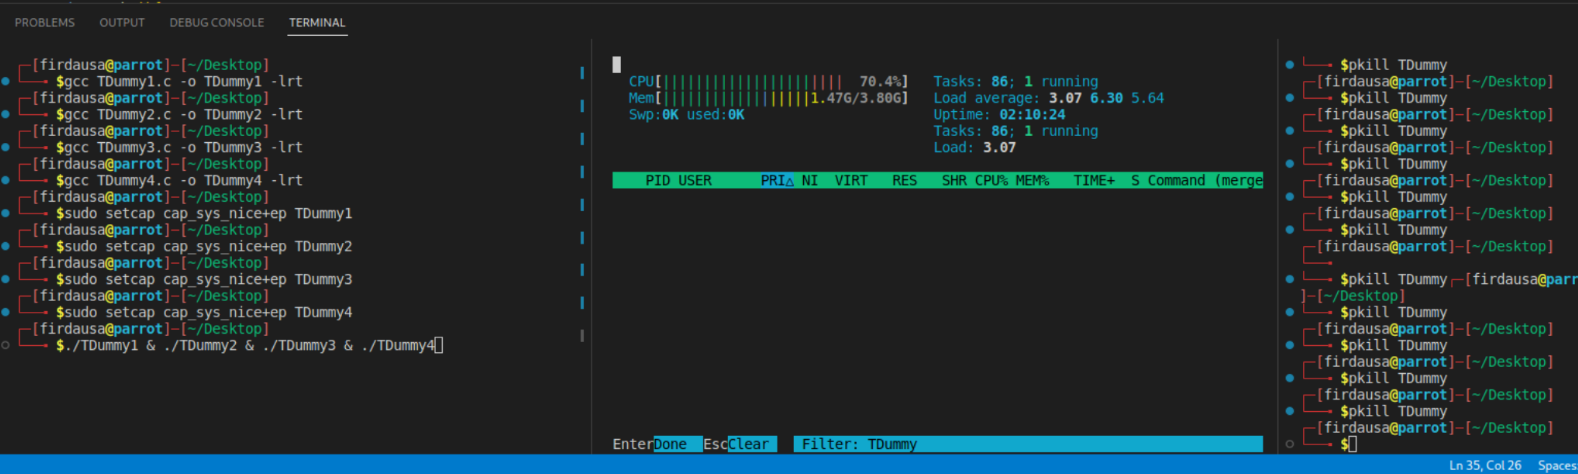 PROBLEMS OUTPUT DEBUG CONSOLE TERMINAL
[firdausa@parrot]-[~/Desktop]
$gcc TDummy1.c -o TDummy1 -lrt
[firdausa@parrot]-[~/Desktop]
$gcc TDummy2.c -o TDummy2 -lrt
[firdausa@parrot]-[~/Desktop]
$gcc TDummy3.c -o TDummy3 -lrt
[firdausa@parrot]-[~/Desktop]
$gcc TDummy4.c -o TDummy4 -lrt
[firdausa@parrot]-[~/Desktop]
$sudo setcap cap_sys_nice+ep TDummy1
[firdausa@parrot]-[~/Desktop]
$sudo setcap cap_sys_nice+ep TDummy2
[firdausa@parrot]-[~/Desktop]
$sudo setcap cap_sys_nice+ep TDummy3
[firdausa@parrot]-[~/Desktop]
$sudo setcap cap_sys_nice+ep TDummy4
[firdausa@parrot]-[~/Desktop]
$./TDummy1 & ./TDummy2 & ./TDummy3 & ./TDummy4
CPU[|||||||||||||||||||||| 70.4%]
Mem[||||||||||||||||||1.47G/3.80G]
Swp:0K used:0K
Tasks: 86; 1 running
Load average: 3.07 6.30 5.64
Uptime: 02:10:24
Tasks: 86; 1 running
Load: 3.07
PID USER PRI△ NI VIRT RES SHR CPU% MEM% TIME+ S Command (merge
EnterDone EscClear Filter: TDummy
$pkill TDummy
[firdausa@parrot]-[~/Desktop]
$pkill TDummy
[firdausa@parrot]-[~/Desktop]
$pkill TDummy
[firdausa@parrot]-[~/Desktop]
$pkill TDummy
[firdausa@parrot]-[~/Desktop]
$pkill TDummy
[firdausa@parrot]-[~/Desktop]
$pkill TDummy
[firdausa@parrot]-[~/Desktop]
$pkill TDummy[firdausa@parr
]-[~/Desktop]
$pkill TDummy
[firdausa@parrot]-[~/Desktop]
$pkill TDummy
[firdausa@parrot]-[~/Desktop]
$pkill TDummy
[firdausa@parrot]-[~/Desktop]
$pkill TDummy
[firdausa@parrot]-[~/Desktop]
$
Ln 35, Col 26 Spaces